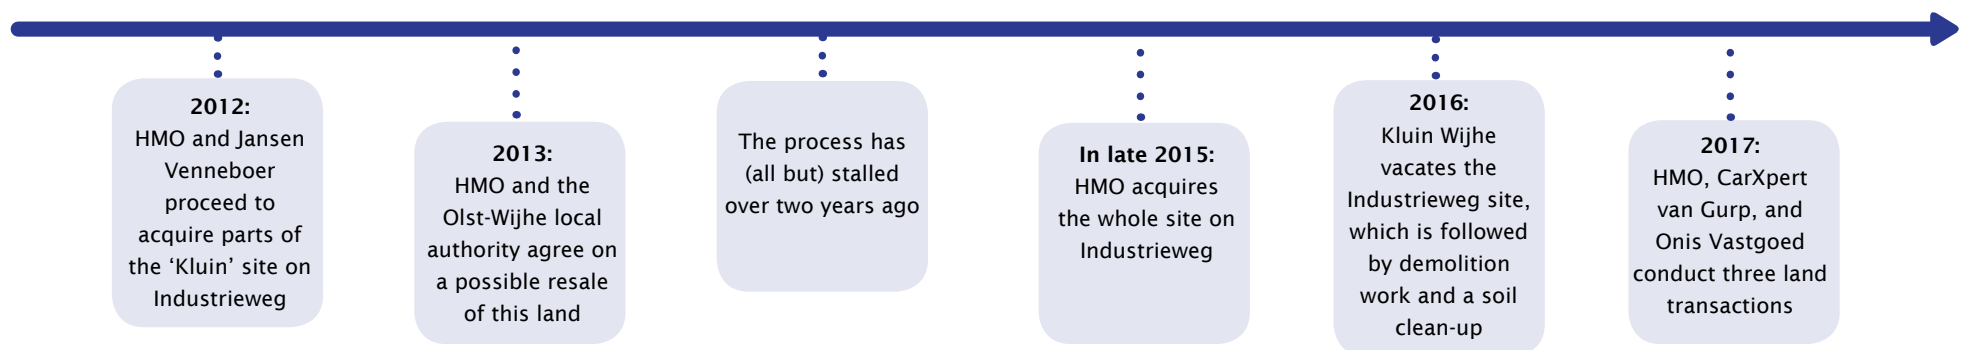 2012:
HMO and Jansen
Venneboer
proceed to
acquire parts of
the ‘Kluin’ site on
Industrieweg
2013:
HMO and the
Olst-Wijhe local
authority agree on
a possible resale
of this land
The process has
(all but) stalled
over two years ago
In late 2015:
HMO acquires
the whole site on
Industrieweg
2016:
Kluin Wijhe
vacates the
Industrieweg site,
which is followed
by demolition
work and a soil
clean-up
2017:
HMO, CarXpert
van Gurp, and
Onis Vastgoed
conduct three land
transactions